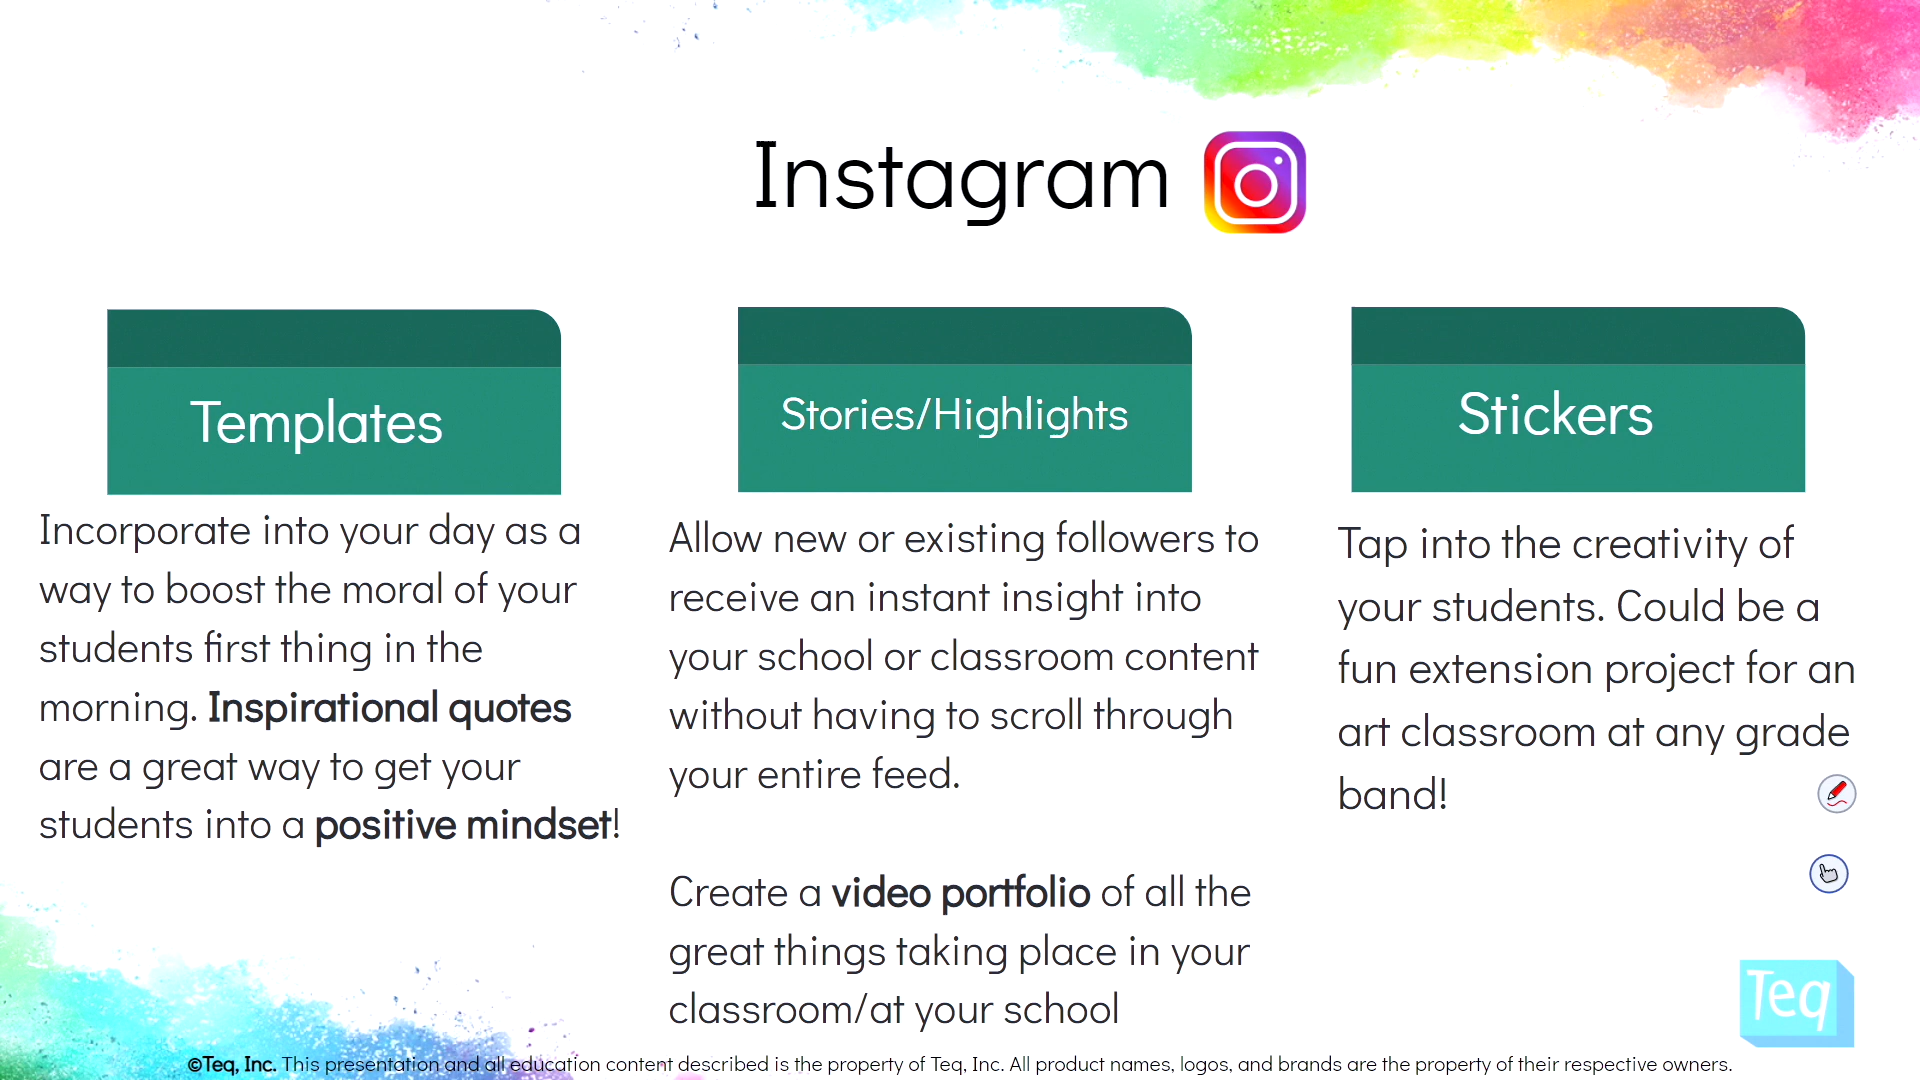 Instagram
Templates
Incorporate into your day as a
way to boost the moral of your
students first thing in the
morning. Inspirational quotes
are a great way to get your
students into a positive mindset!
Stories/Highlights
Allow new or existing followers to
receive an instant insight into
your school or classroom content
without having to scroll through
your entire feed.
Create a video portfolio of all the
great things taking place in your
classroom/at your school
Stickers
Tap into the creativity of
your students. Could be a
fun extension project for an
art classroom at any grade
band!
Teq
©Teq, Inc. This presentation and all education content described is the property of Teq, Inc. All product names, logos, and brands are the property of their respective owners.